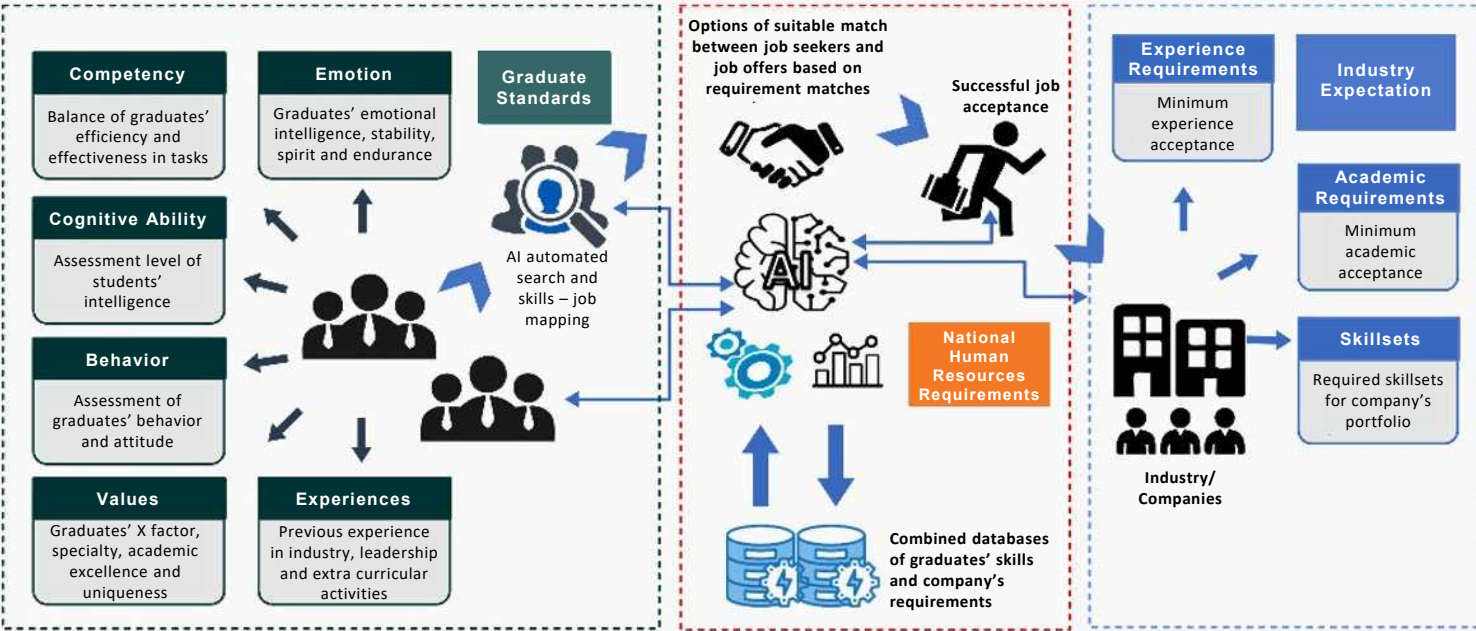 Competency
Balance of graduates’
efficiency and
effectiveness in tasks
Emotion
Graduates’ emotional
intelligence, stability,
spirit and endurance
Graduate
Standards
Cognitive Ability
Assessment level of
students’
intelligence
AI automated
search and
skills – job
mapping
Behavior
Assessment of
graduates’ behavior
and attitude
Values
Graduates’ X factor,
specialty, academic
excellence and
uniqueness
Experiences
Previous experience
in industry, leadership
and extra curricular
activities
Options of suitable match
between job seekers and
job offers based on
requirement matches
Successful job
acceptance
AI
National
Human
Resources
Requirements
Combined databases
of graduates’ skills
and company’s
requirements
Experience
Requirements
Minimum
experience
acceptance
Industry
Expectation
Academic
Requirements
Minimum
academic
acceptance
Skillsets
Required skillsets
for company’s
portfolio
Industry/
Companies